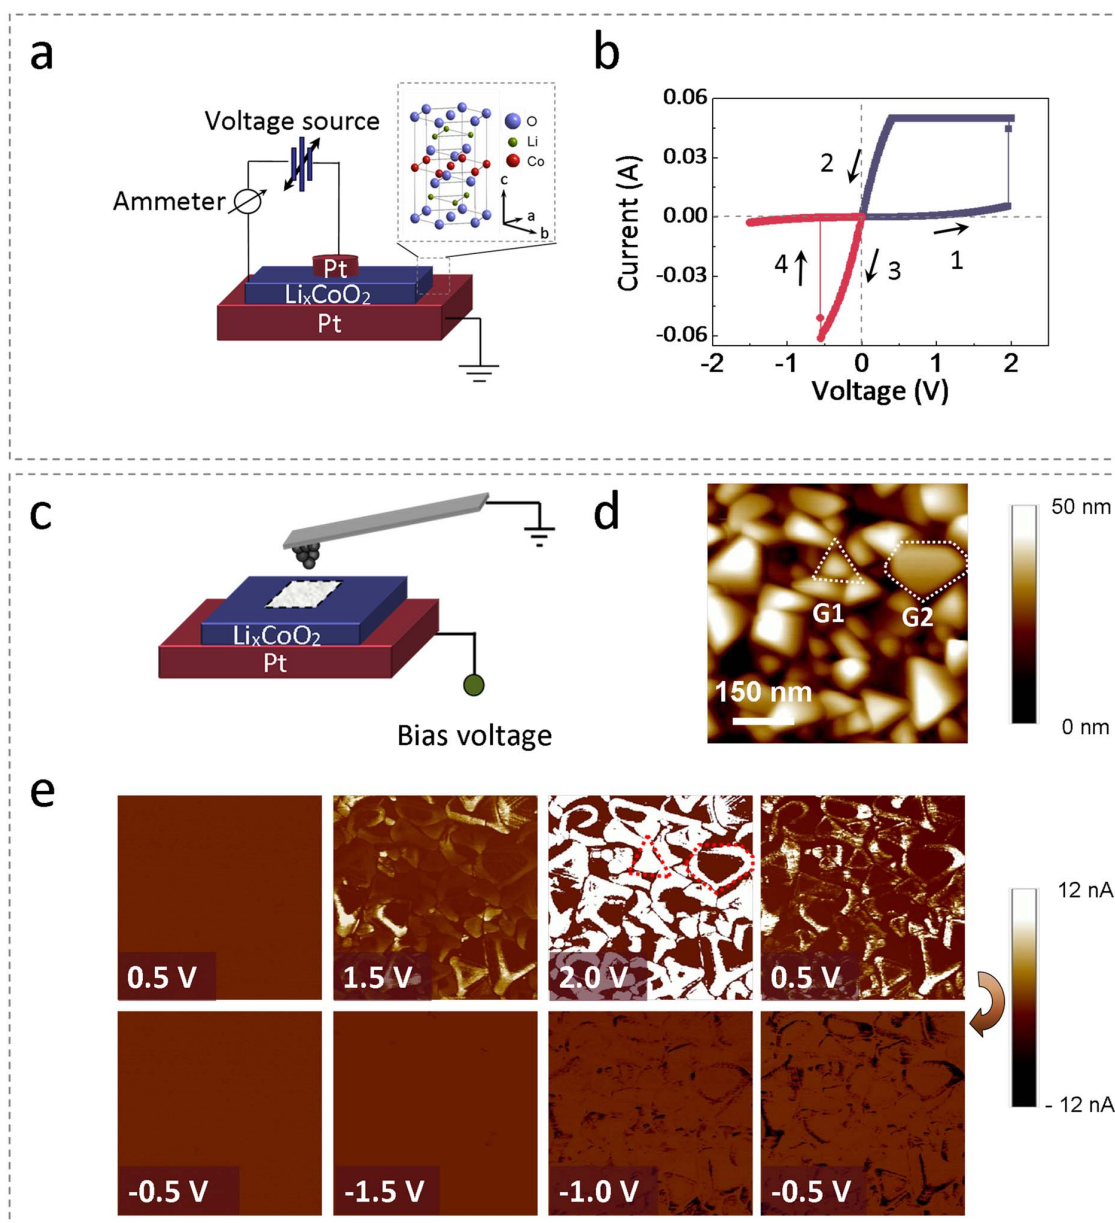 a
Voltage source
Ammeter
O
Li
Co
c
a
b
Pt
LiₓCoO₂
Pt
b
Current (A)
0.06
0.03
0.00
-0.03
-0.06
2
1
4
3
-2 -1 0 1 2
Voltage (V)
c
LiₓCoO₂
Pt
Bias voltage
d
G1 G2
150 nm
50 nm
0 nm
e
0.5 V 1.5 V 2.0 V 0.5 V
12 nA
- 12 nA
-0.5 V -1.5 V -1.0 V -0.5 V